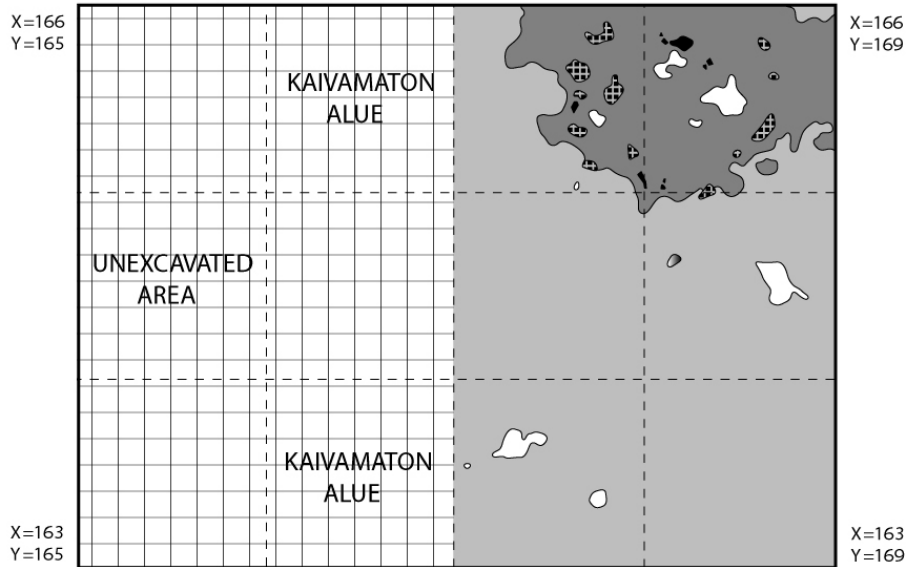 X=166
Y=165
X=166
Y=169
KAIVAMATON
ALUE
UNEXCAVATED
AREA
KAIVAMATON
ALUE
X=163
Y=165
X=163
Y=169